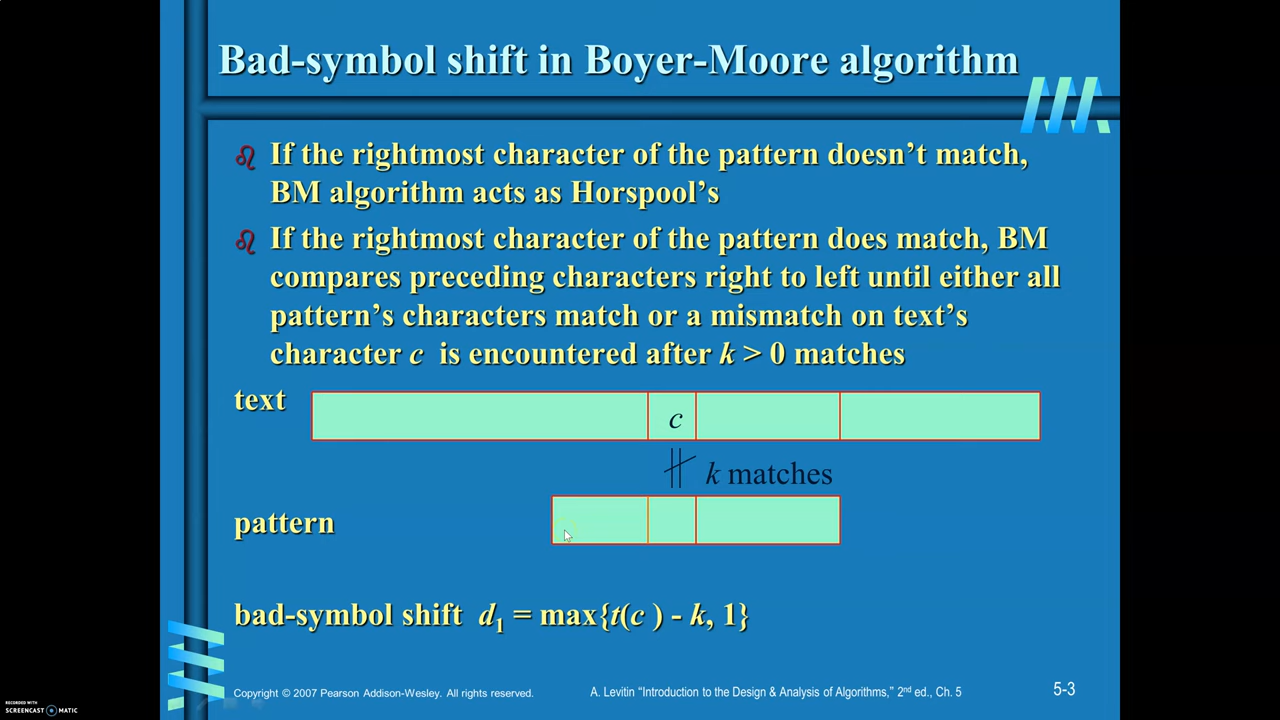 Bad-symbol shift in Boyer-Moore algorithm
If the rightmost character of the pattern doesn’t match,
BM algorithm acts as Horspool’s
If the rightmost character of the pattern does match, BM
compares preceding characters right to left until either all
pattern’s characters match or a mismatch on text’s
character c is encountered after k > 0 matches
text
c
k matches
pattern
bad-symbol shift d1 = max{t(c ) - k, 1}
Copyright © 2007 Pearson Addison-Wesley. All rights reserved.
A. Levitin “Introduction to the Design & Analysis of Algorithms,” 2nd ed., Ch. 5
5-3
RECORDED WITH
SCREENCAST MATIC